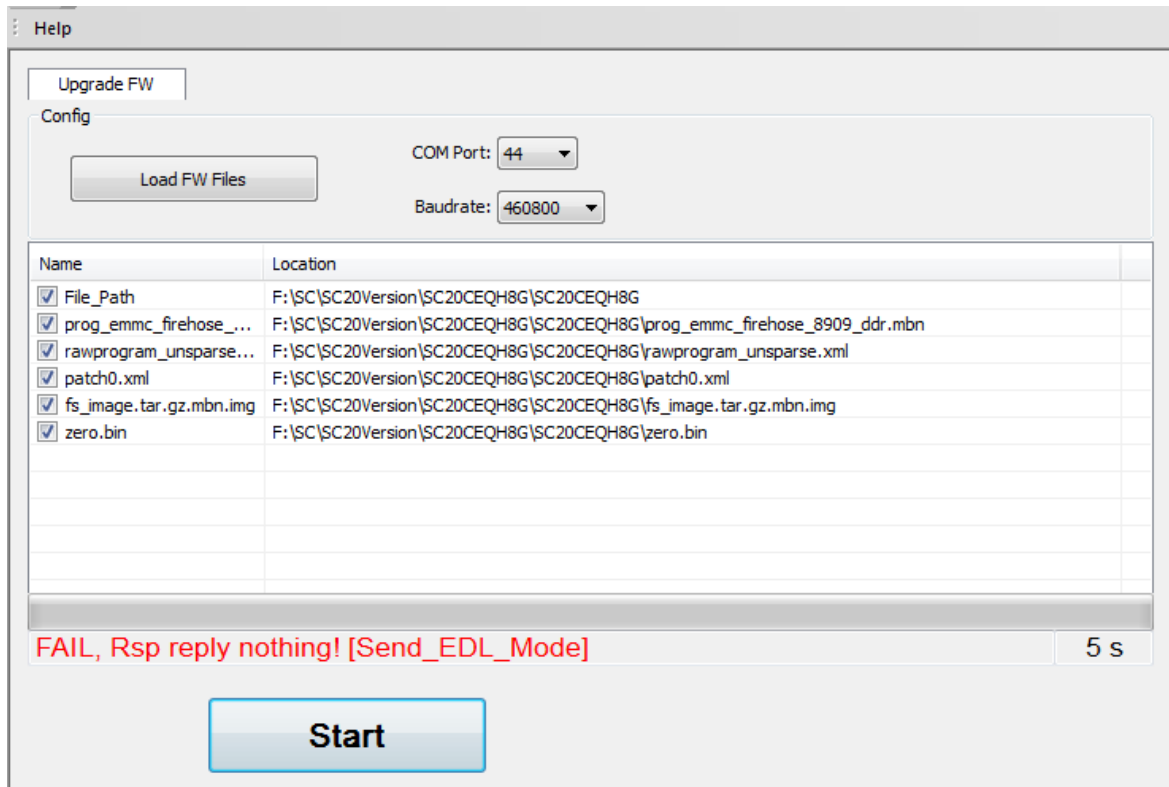 Help
Upgrade FW
Config
Load FW Files
COM Port: 44
Baudrate: 460800
Name Location
File_Path F:\SC\SC20Version\SC20CEQH8G\SC20CEQH8G
prog_emmc_firehose_... F:\SC\SC20Version\SC20CEQH8G\SC20CEQH8G\prog_emmc_firehose_8909_ddr.mbn
rawprogram_unsparse... F:\SC\SC20Version\SC20CEQH8G\SC20CEQH8G\rawprogram_unsparse.xml
patch0.xml F:\SC\SC20Version\SC20CEQH8G\SC20CEQH8G\patch0.xml
fs_image.tar.gz.mbn.img F:\SC\SC20Version\SC20CEQH8G\SC20CEQH8G\fs_image.tar.gz.mbn.img
zero.bin F:\SC\SC20Version\SC20CEQH8G\SC20CEQH8G\zero.bin
FAIL, Rsp reply nothing! [Send_EDL_Mode] 5 s
Start